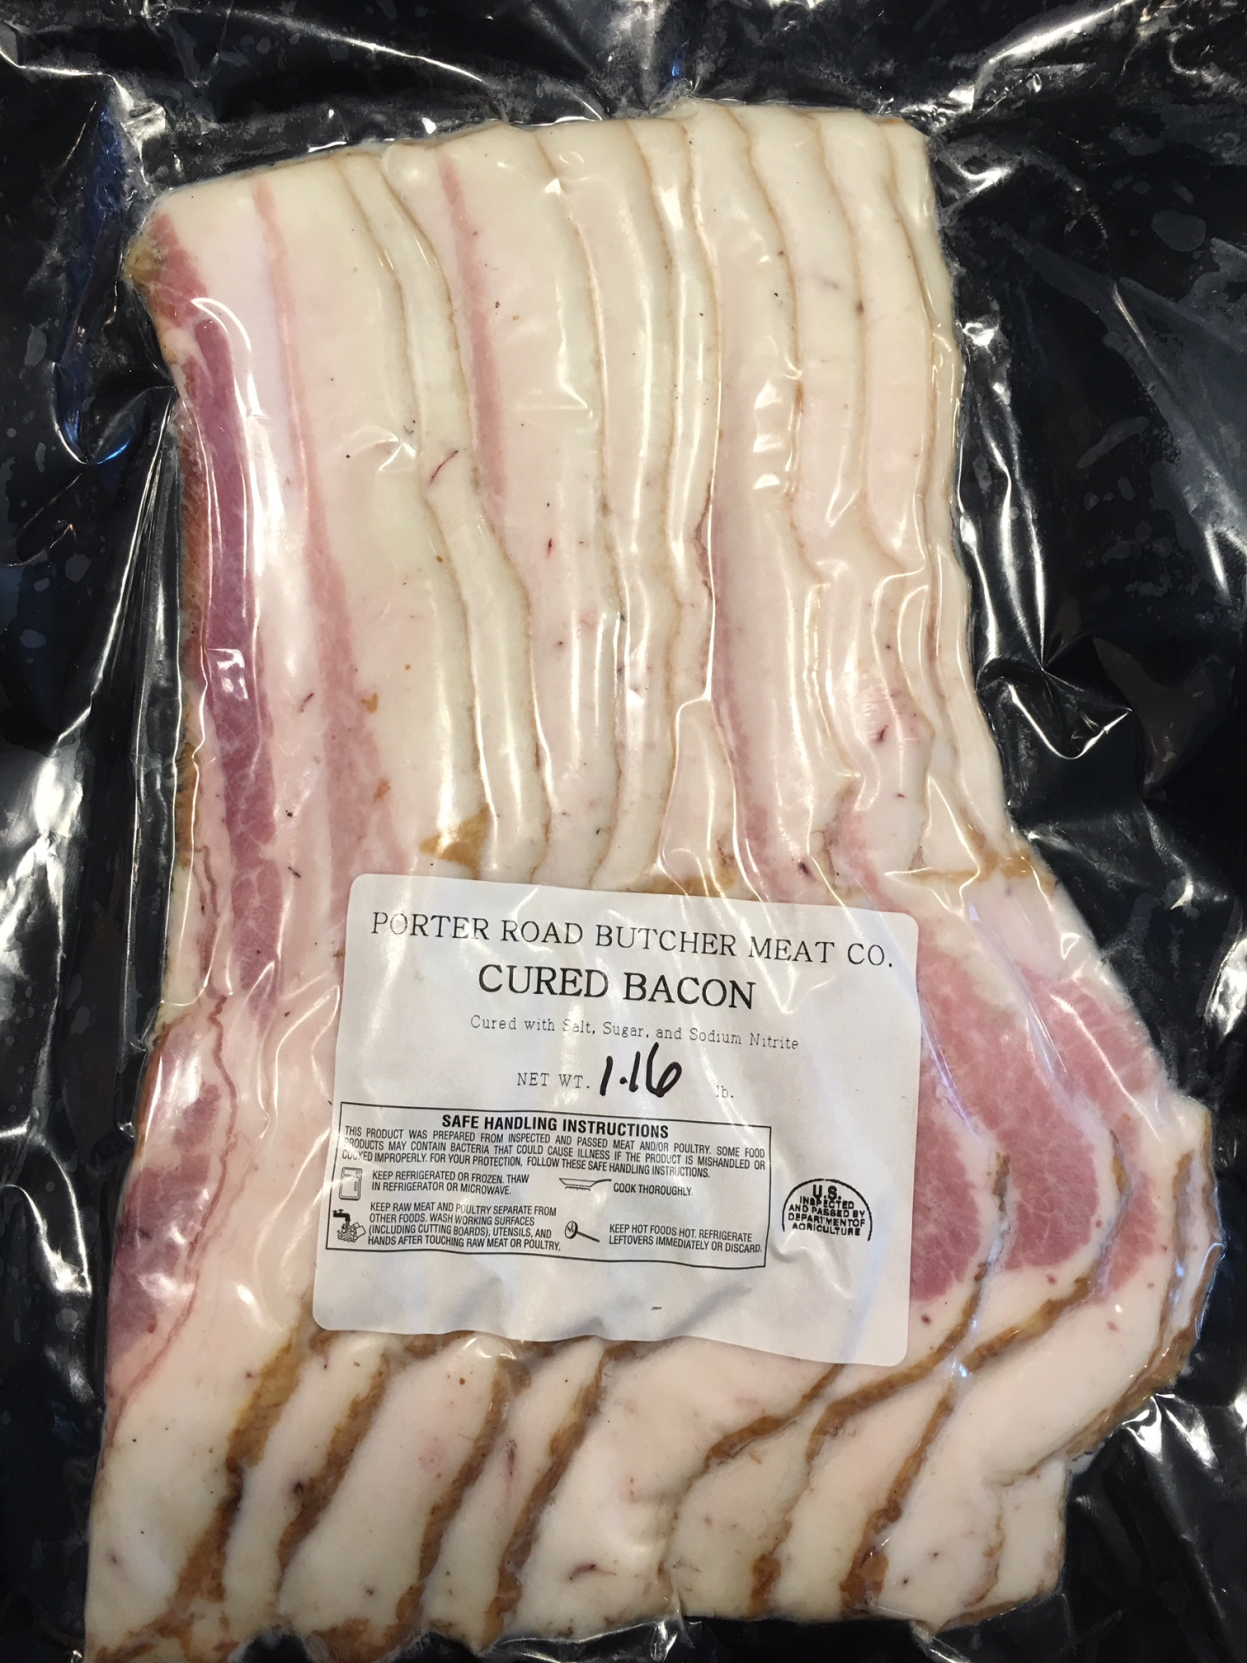 PORTER ROAD BUTCHER MEAT CO.
CURED BACON
Cured with Salt, Sugar, and Sodium Nitrite
NET WT. 1.16 lb.
SAFE HANDLING INSTRUCTIONS
THIS PRODUCT WAS PREPARED FROM INSPECTED AND PASSED MEAT AND/OR POULTRY. SOME FOOD
PRODUCTS MAY CONTAIN BACTERIA THAT COULD CAUSE ILLNESS IF THE PRODUCT IS MISHANDLED OR
COOKED IMPROPERLY. FOR YOUR PROTECTION, FOLLOW THESE SAFE HANDLING INSTRUCTIONS.
KEEP REFRIGERATED OR FROZEN. THAW
IN REFRIGERATOR OR MICROWAVE.
COOK THOROUGHLY.
KEEP RAW MEAT AND POULTRY SEPARATE FROM
OTHER FOODS. WASH WORKING SURFACES
(INCLUDING CUTTING BOARDS), UTENSILS, AND
HANDS AFTER TOUCHING RAW MEAT OR POULTRY.
KEEP HOT FOODS HOT. REFRIGERATE
LEFTOVERS IMMEDIATELY OR DISCARD.
U.S.
INSPECTED
AND PASSED BY
DEPARTMENT OF
AGRICULTURE